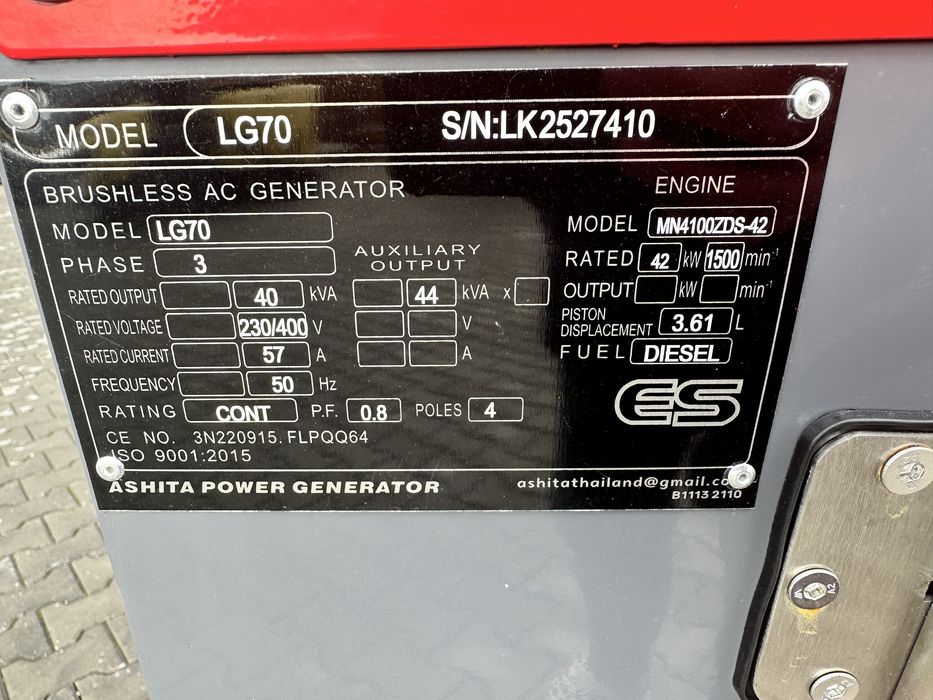 MODEL LG70 S/N:LK2527410
BRUSHLESS AC GENERATOR
MODEL LG70
PHASE 3
AUXILIARY OUTPUT
RATED OUTPUT 40 kVA 44 kVA x
RATED VOLTAGE 230/400 V V
RATED CURRENT 57 A A
FREQUENCY 50 Hz
RATING CONT P.F. 0.8 POLES 4
CE NO. 3N220915.FLPQQ64
ISO 9001:2015
ENGINE
MODEL MN4100ZDS-42
RATED 42 kW 1500 min⁻¹
OUTPUT kW min⁻¹
PISTON
DISPLACEMENT 3.61 L
FUEL DIESEL
ES
ASHITA POWER GENERATOR
ashitathailand@gmail.co
B1113 2110
A2